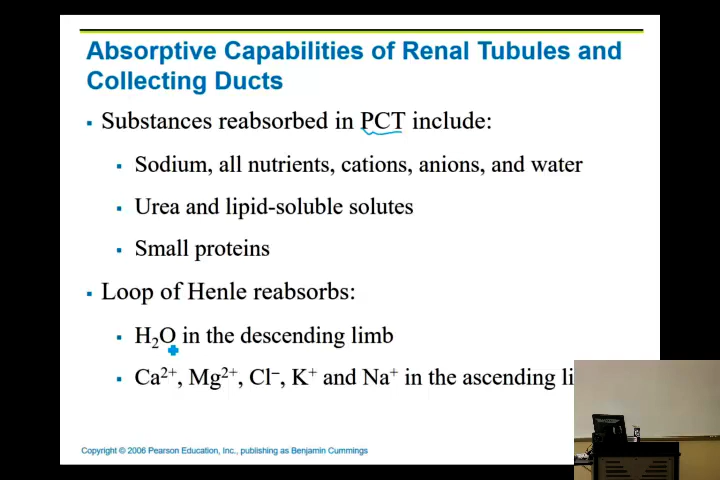 Absorptive Capabilities of Renal Tubules and
Collecting Ducts
▪ Substances reabsorbed in PCT include:
▪ Sodium, all nutrients, cations, anions, and water
▪ Urea and lipid-soluble solutes
▪ Small proteins
▪ Loop of Henle reabsorbs:
▪ H₂O in the descending limb
▪ Ca²⁺, Mg²⁺, Cl⁻, K⁺ and Na⁺ in the ascending li
Copyright © 2006 Pearson Education, Inc., publishing as Benjamin Cummings